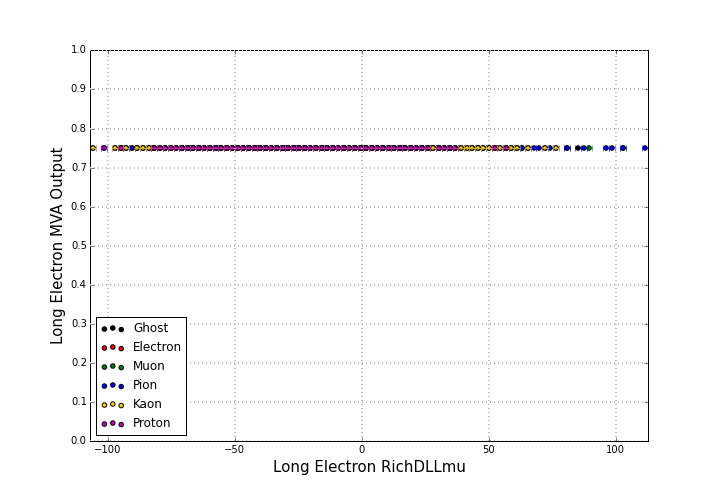 1.0
0.9
0.8
0.7
0.6
0.5
0.4
0.3
0.2
0.1
0.0
Long Electron MVA Output
Ghost
Electron
Muon
Pion
Kaon
Proton
−100 −50 0 50 100
Long Electron RichDLLmu